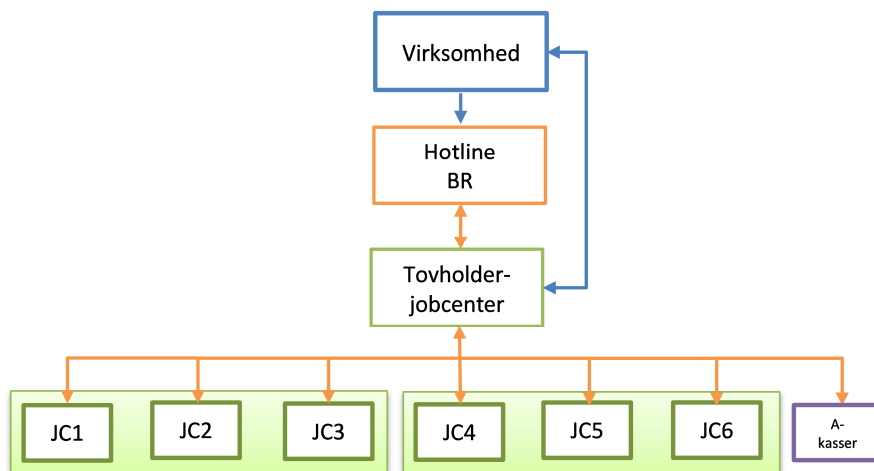 Virksomhed
Hotline
BR
Tovholder-
jobcenter
JC1
JC2
JC3
JC4
JC5
JC6
A-
kasser